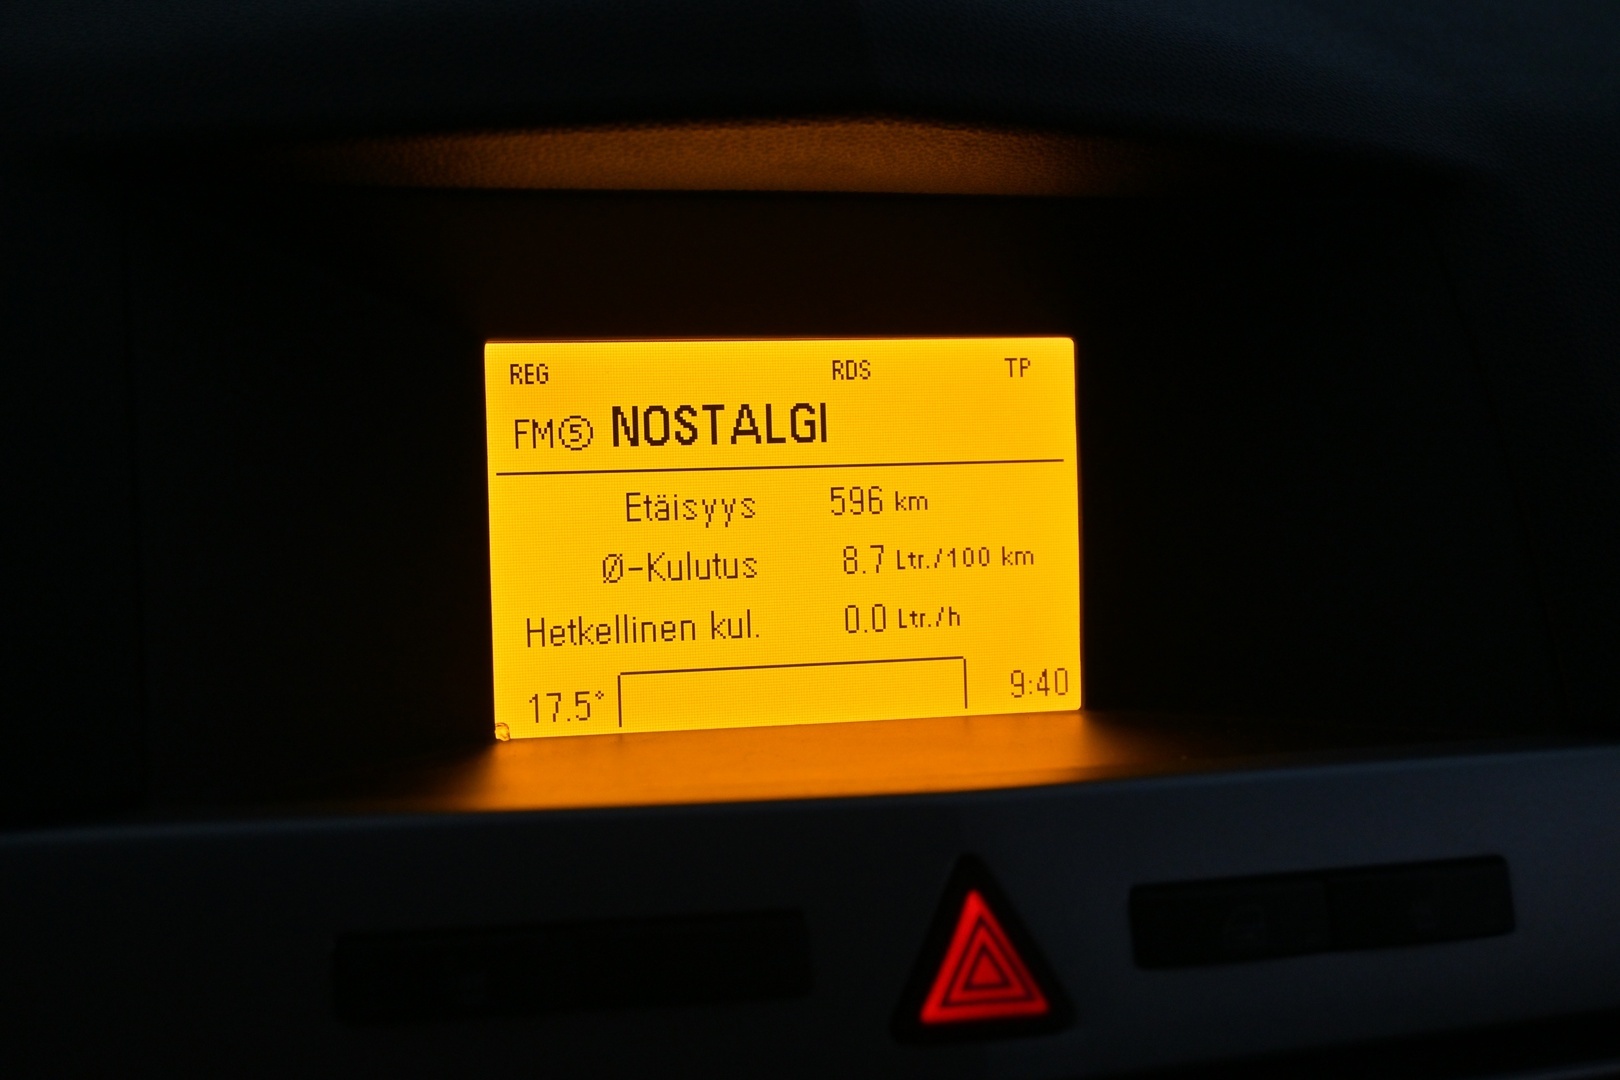 REG RDS TP
FM⑤ NOSTALGI
Etäisyys 596 km
Ø-Kulutus 8.7 Ltr./100 km
Hetkellinen kul. 0.0 Ltr./h
17.5° 9:40